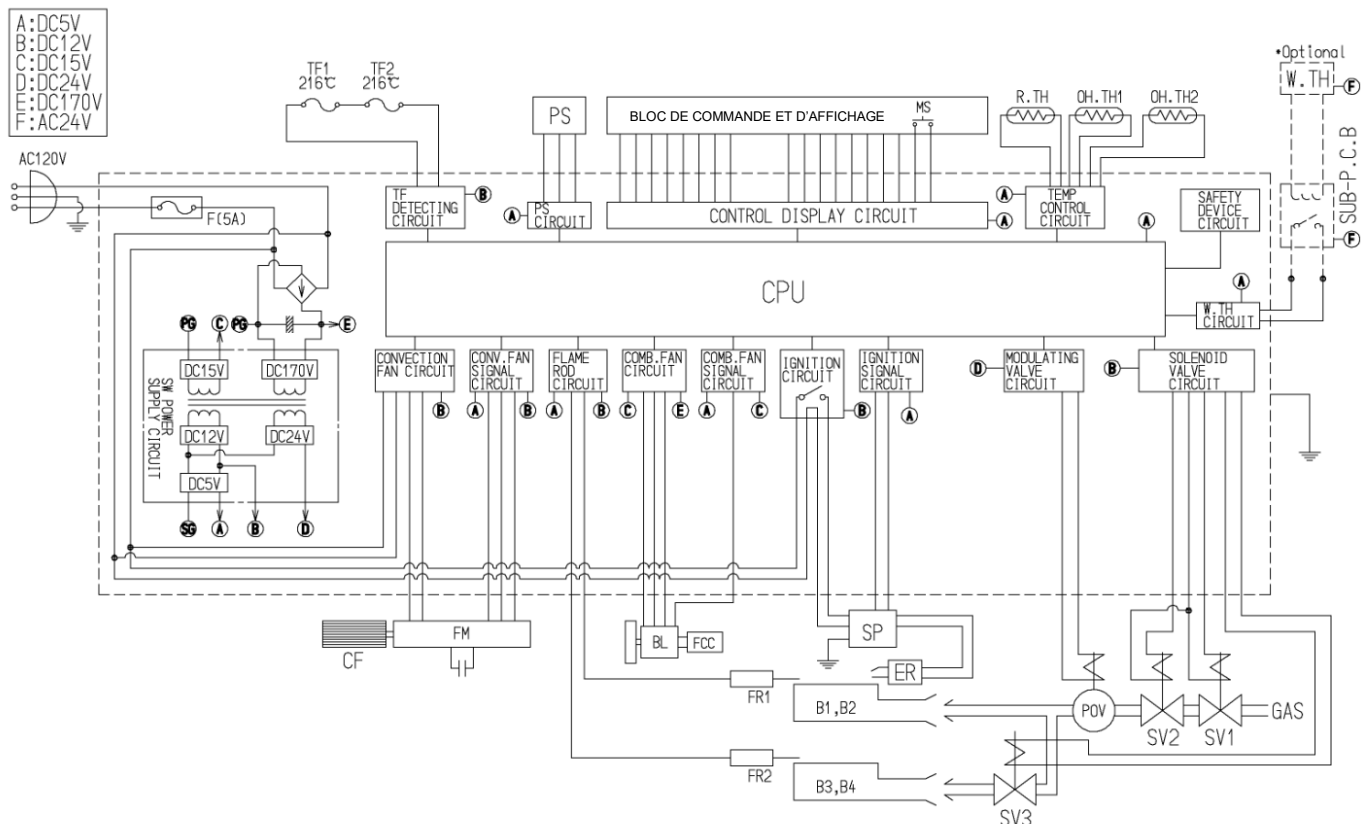 A:DC5V
B:DC12V
C:DC15V
D:DC24V
E:DC170V
F:AC24V
AC120V
F(5A)
TF1
216℃
TF2
216℃
PS
BLOC DE COMMANDE ET D'AFFICHAGE
MS
R.TH
OH.TH1
OH.TH2
*Optional
W.TH
F
SUB-P.C.B
F
TF
DETECTING
CIRCUIT
B
A
PS
CIRCUIT
CONTROL DISPLAY CIRCUIT
A
A
TEMP
CONTROL
CIRCUIT
A
SAFETY
DEVICE
CIRCUIT
CPU
A
W.TH
CIRCUIT
PG
C
PG
E
DC15V
DC170V
SW POWER
SUPPLY CIRCUIT
DC12V
DC24V
DC5V
SG
A
B
D
CONVECTION
FAN CIRCUIT
B
CONV.FAN
SIGNAL
CIRCUIT
A
B
FLAME
ROD
CIRCUIT
A
B
COMB.FAN
CIRCUIT
C
E
COMB.FAN
SIGNAL
CIRCUIT
A
C
IGNITION
CIRCUIT
B
IGNITION
SIGNAL
CIRCUIT
A
D
MODULATING
VALVE
CIRCUIT
B
SOLENOID
VALVE
CIRCUIT
CF
FM
BL
FCC
SP
ER
FR1
B1,B2
POV
SV2
SV1
GAS
FR2
B3,B4
SV3